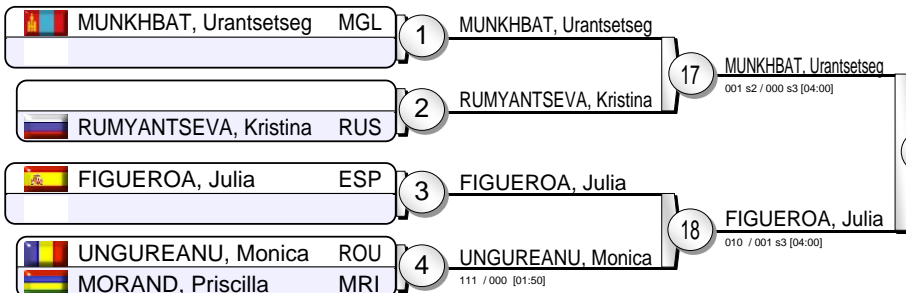 MUNKHBAT, Urantsetseg MGL
1
MUNKHBAT, Urantsetseg
2
RUMYANTSEVA, Kristina RUS
RUMYANTSEVA, Kristina
17
MUNKHBAT, Urantsetseg
001 s2 / 000 s3 [04:00]
FIGUEROA, Julia ESP
3
FIGUEROA, Julia
UNGUREANU, Monica ROU
MORAND, Priscilla MRI
4
UNGUREANU, Monica
111 / 000 [01:50]
18
FIGUEROA, Julia
010 / 001 s3 [04:00]